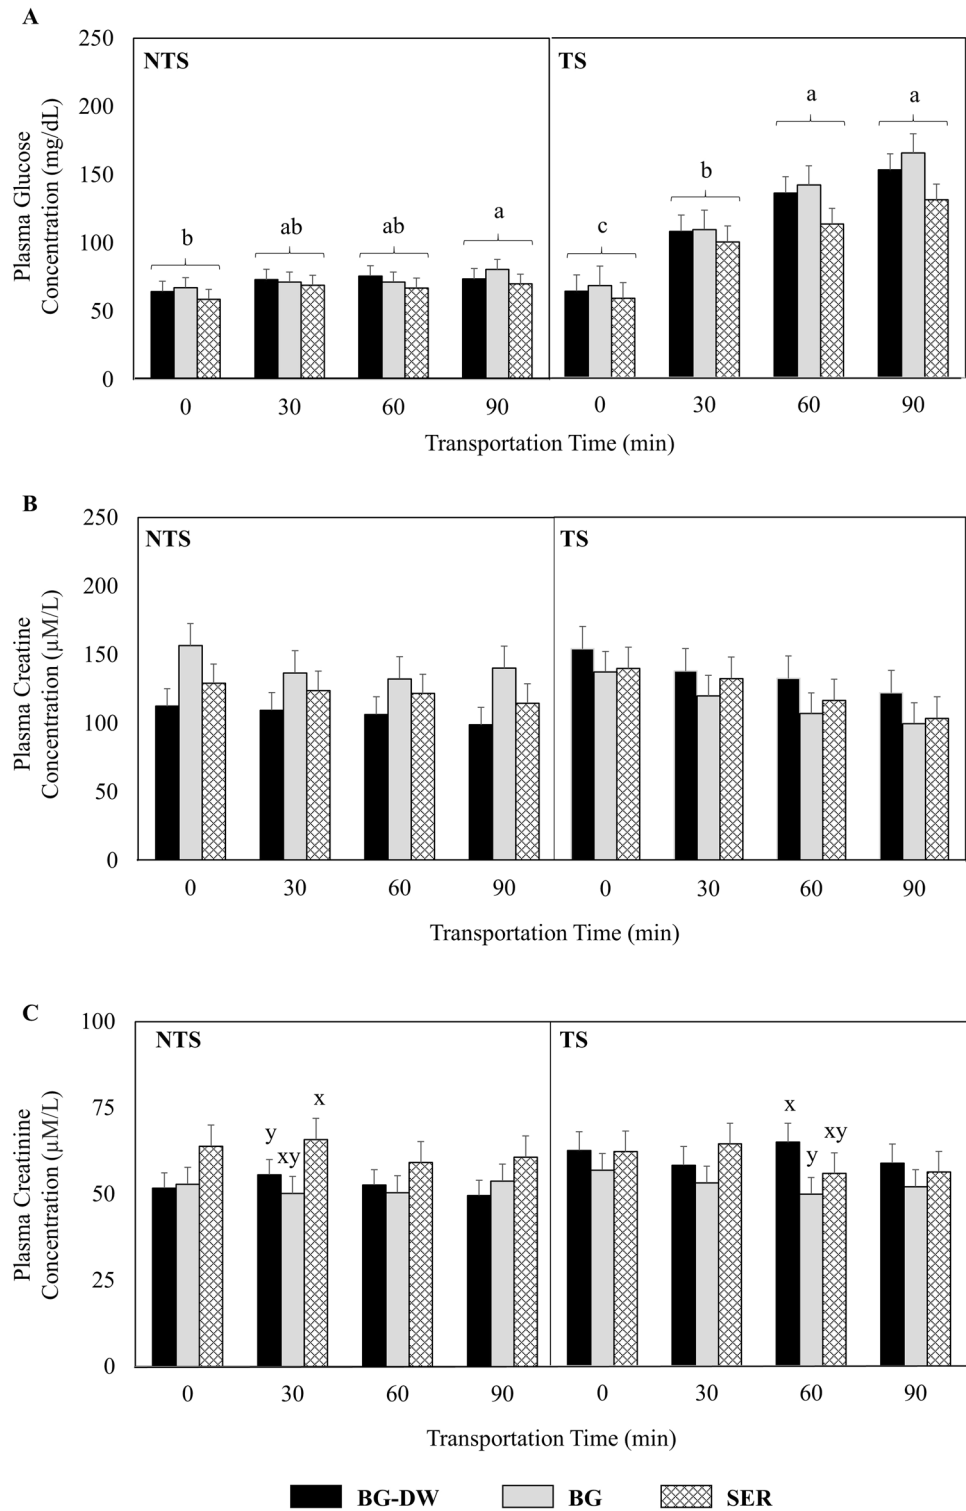 A
250
NTS
TS
200
a
a
150
b
100
a
ab
ab
b
c
50
0
Plasma Glucose
Concentration (mg/dL)
0 30 60 90 0 30 60 90
Transportation Time (min)
B
250
NTS
TS
200
150
100
50
0
Plasma Creatine
Concentration (µM/L)
0 30 60 90 0 30 60 90
Transportation Time (min)
C
100
NTS
TS
75
y
xy
x
x
y
xy
50
25
0
Plasma Creatinine
Concentration (µM/L)
0 30 60 90 0 30 60 90
Transportation Time (min)
BG-DW BG SER